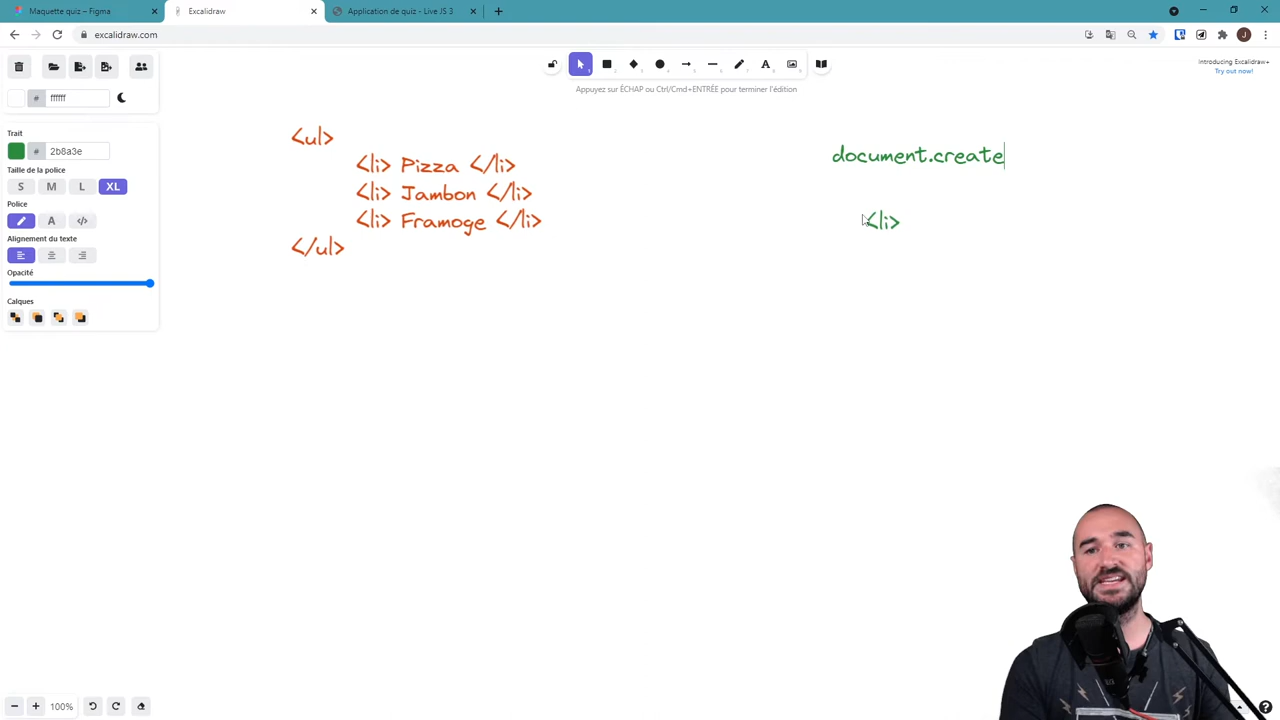 Maquette quiz – Figma
Excalidraw
Application de quiz - Live JS 3
excalidraw.com
J
Introducing Excalidraw+
Try out now!
Appuyez sur ÉCHAP ou Ctrl/Cmd+ENTRÉE pour terminer l'édition
# ffffff
Trait
# 2b8a3e
Taille de la police
S M L XL
Police
A </>
Alignement du texte
Opacité
Calques
<ul>
<li> Pizza </li>
<li> Jambon </li>
<li> Framoge </li>
</ul>
document.create
<li>
100%